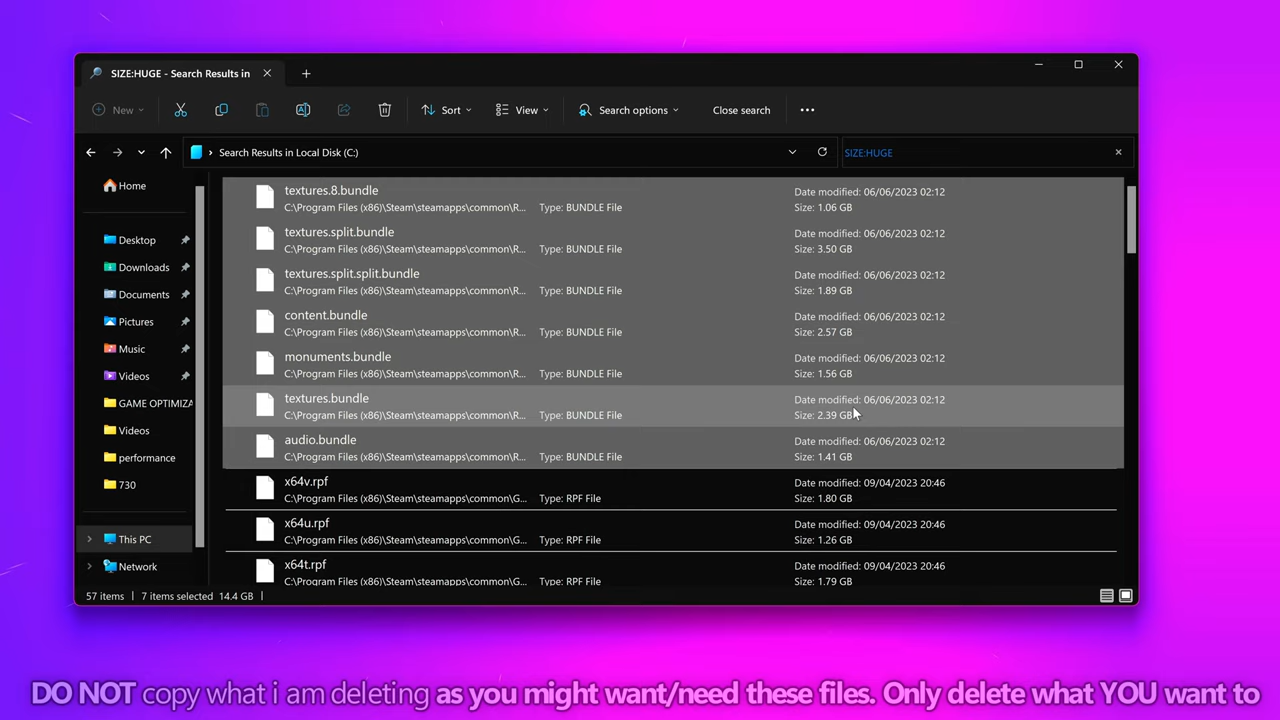 SIZE:HUGE - Search Results in
New
Sort
View
Search options
Close search
Search Results in Local Disk (C:)
SIZE:HUGE
Home
Desktop
Downloads
Documents
Pictures
Music
Videos
GAME OPTIMIZA
Videos
performance
730
This PC
Network
textures.8.bundle Date modified: 06/06/2023 02:12
C:\Program Files (x86)\Steam\steamapps\common\R... Type: BUNDLE File Size: 1.06 GB
textures.split.bundle Date modified: 06/06/2023 02:12
C:\Program Files (x86)\Steam\steamapps\common\R... Type: BUNDLE File Size: 3.50 GB
textures.split.split.bundle Date modified: 06/06/2023 02:12
C:\Program Files (x86)\Steam\steamapps\common\R... Type: BUNDLE File Size: 1.89 GB
content.bundle Date modified: 06/06/2023 02:12
C:\Program Files (x86)\Steam\steamapps\common\R... Type: BUNDLE File Size: 2.57 GB
monuments.bundle Date modified: 06/06/2023 02:12
C:\Program Files (x86)\Steam\steamapps\common\R... Type: BUNDLE File Size: 1.56 GB
textures.bundle Date modified: 06/06/2023 02:12
C:\Program Files (x86)\Steam\steamapps\common\R... Type: BUNDLE File Size: 2.39 GB
audio.bundle Date modified: 06/06/2023 02:12
C:\Program Files (x86)\Steam\steamapps\common\R... Type: BUNDLE File Size: 1.41 GB
x64v.rpf Date modified: 09/04/2023 20:46
C:\Program Files (x86)\Steam\steamapps\common\G... Type: RPF File Size: 1.80 GB
x64u.rpf Date modified: 09/04/2023 20:46
C:\Program Files (x86)\Steam\steamapps\common\G... Type: RPF File Size: 1.26 GB
x64t.rpf Date modified: 09/04/2023 20:46
C:\Program Files (x86)\Steam\steamapps\common\G... Type: RPF File Size: 1.79 GB
57 items 7 items selected 14.4 GB
DO NOT copy what i am deleting as you might want/need these files. Only delete what YOU want to